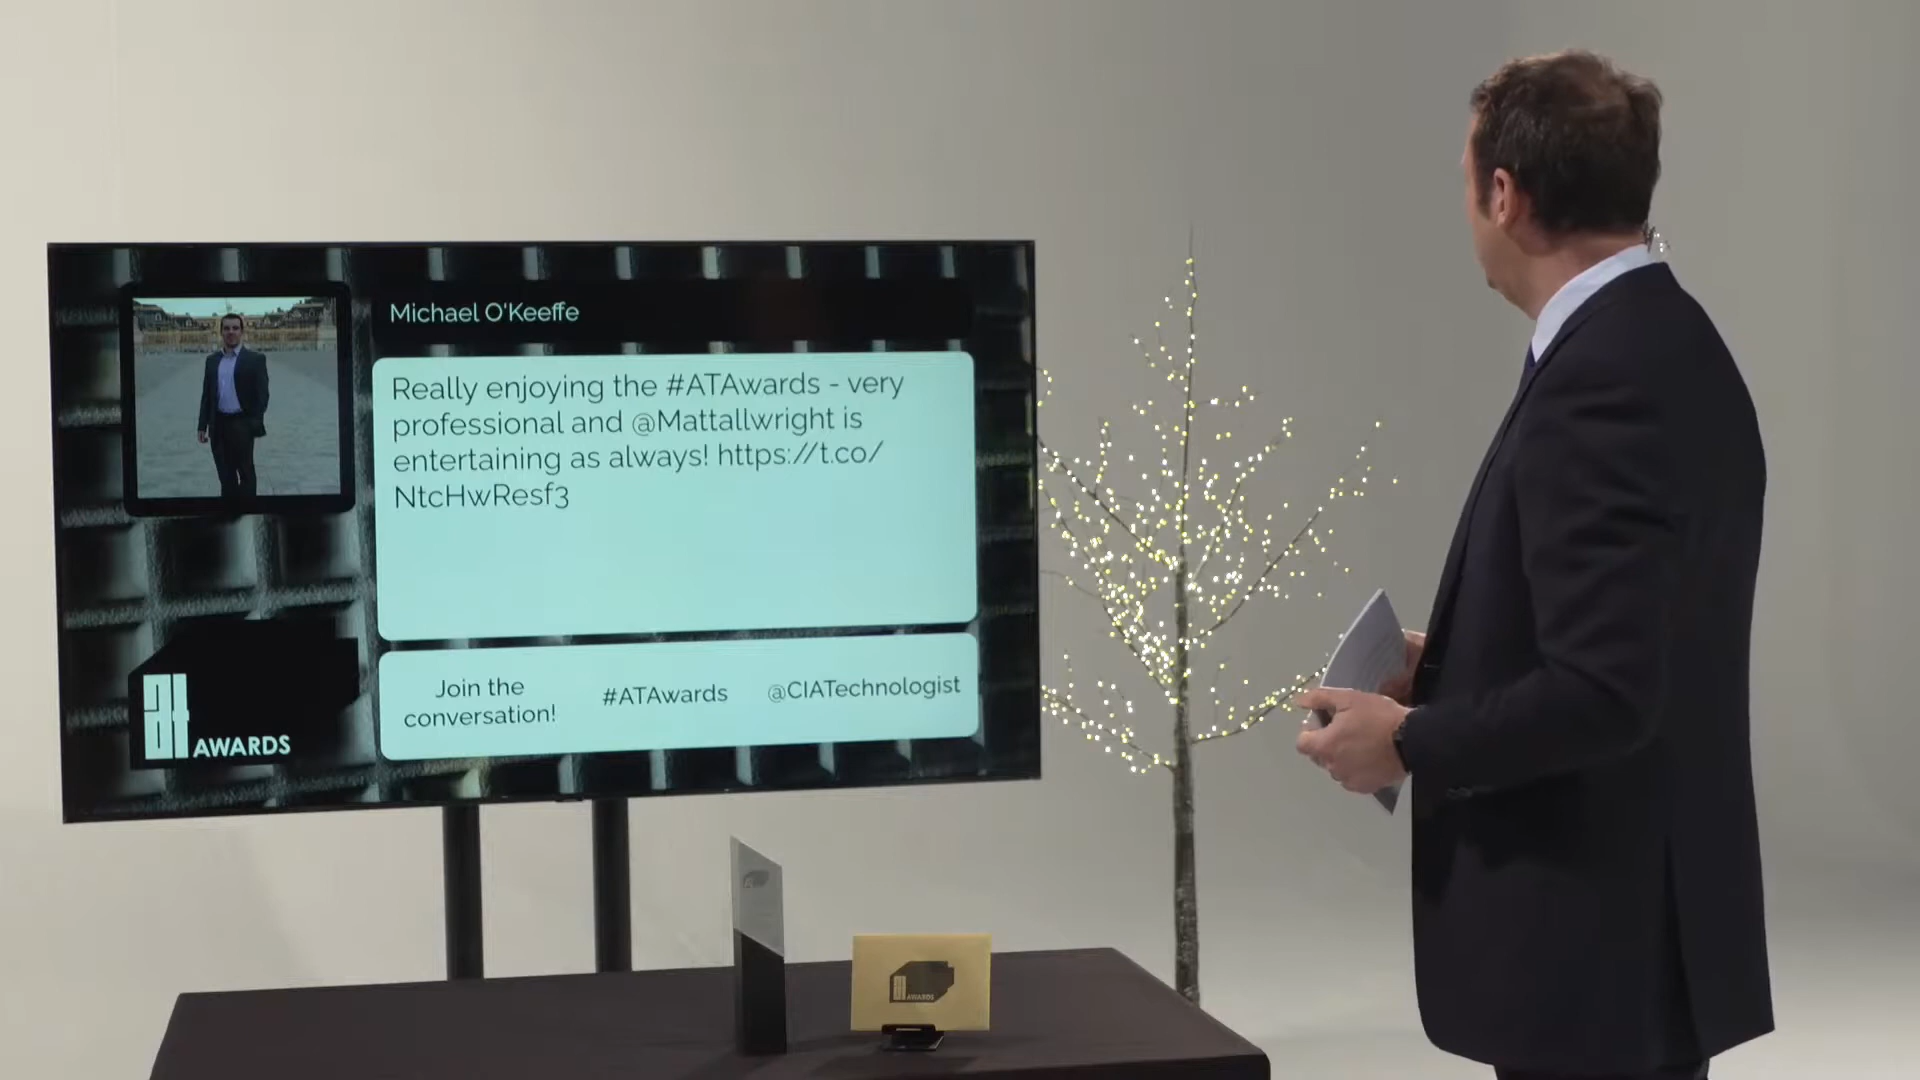 Michael O'Keeffe
Really enjoying the #ATAwards - very
professional and @Mattallwright is
entertaining as always! https://t.co/
NtcHwResf3
Join the
conversation!
#ATAwards
@CIATechnologist
at AWARDS
AWARDS